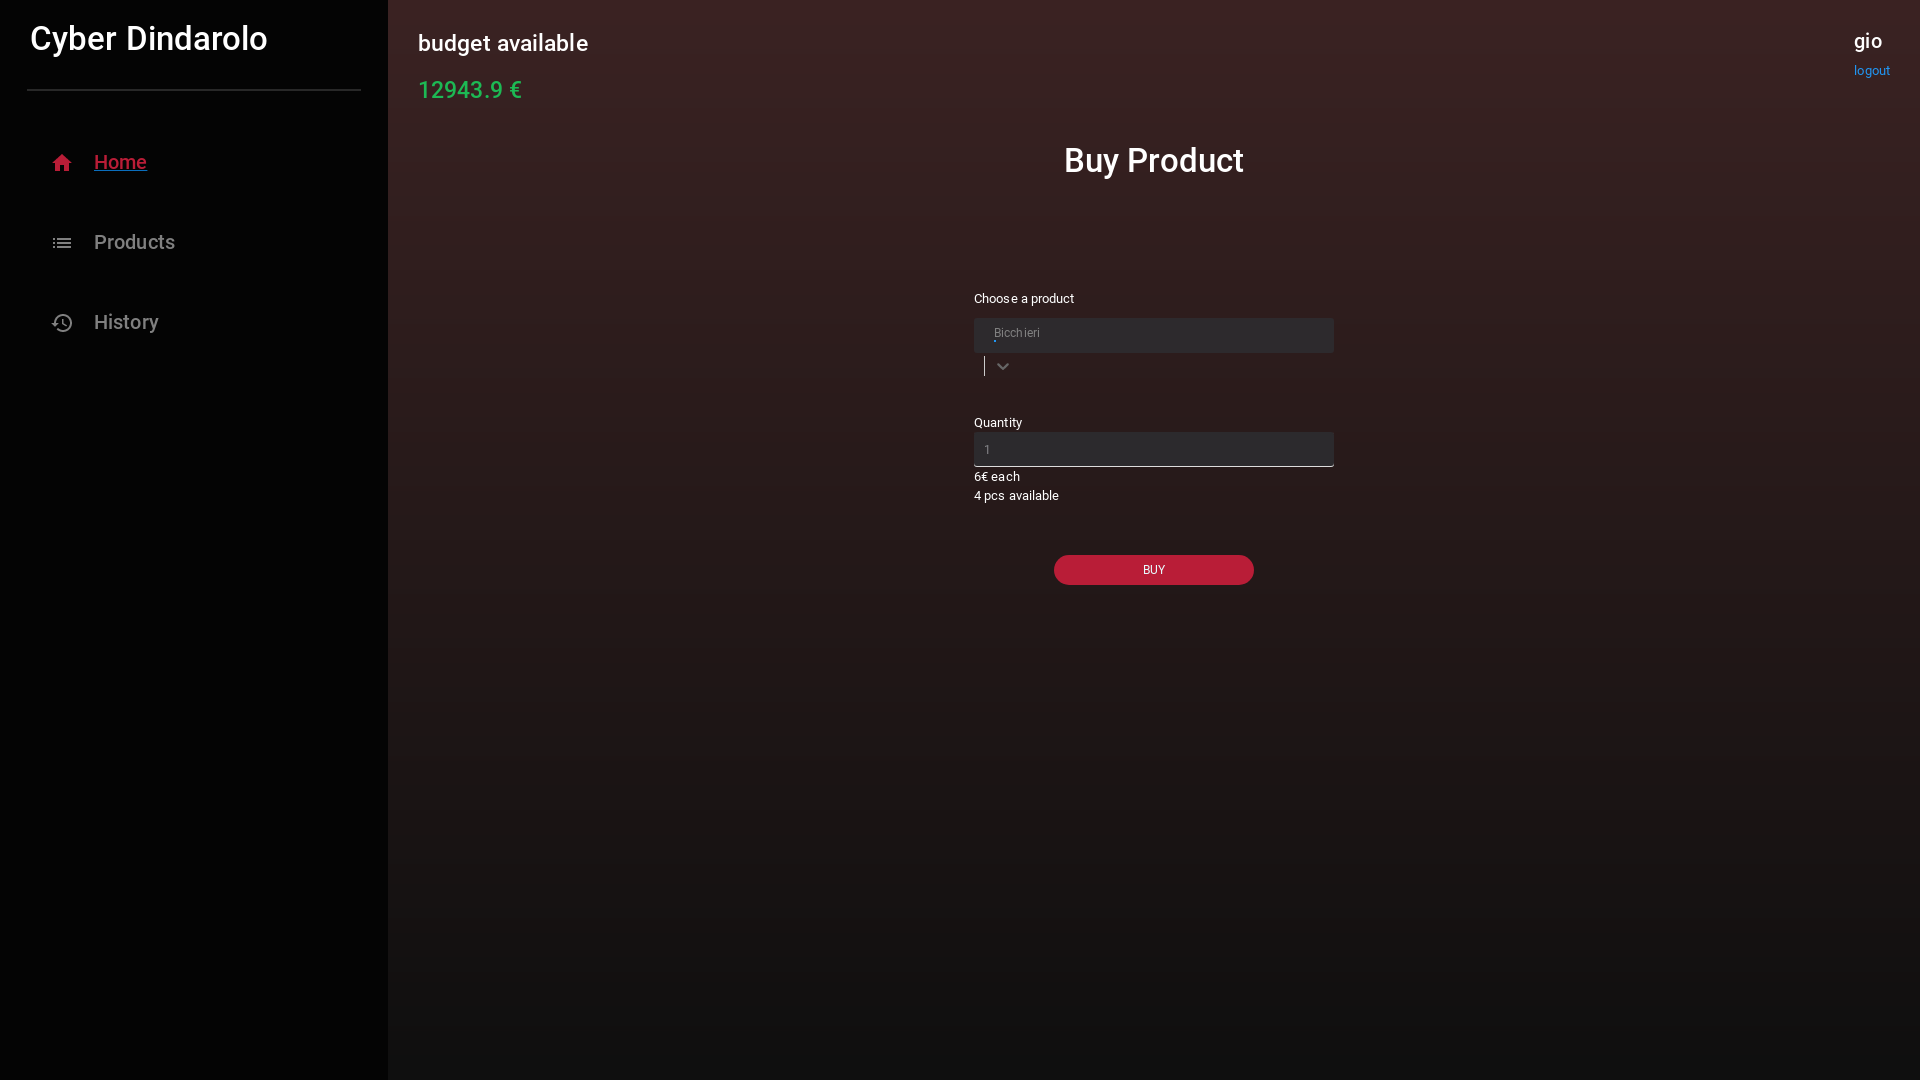 Cyber Dindarolo
Home
Products
History
budget available
12943.9 €
gio
logout
Buy Product
Choose a product
Bicchieri
Quantity
1
6€ each
4 pcs available
BUY